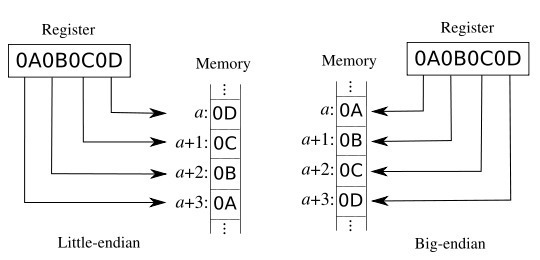 Register
0A0B0C0D
Memory
⋮
a: 0D
a+1: 0C
a+2: 0B
a+3: 0A
⋮
Little-endian
Register
0A0B0C0D
Memory
⋮
a: 0A
a+1: 0B
a+2: 0C
a+3: 0D
⋮
Big-endian